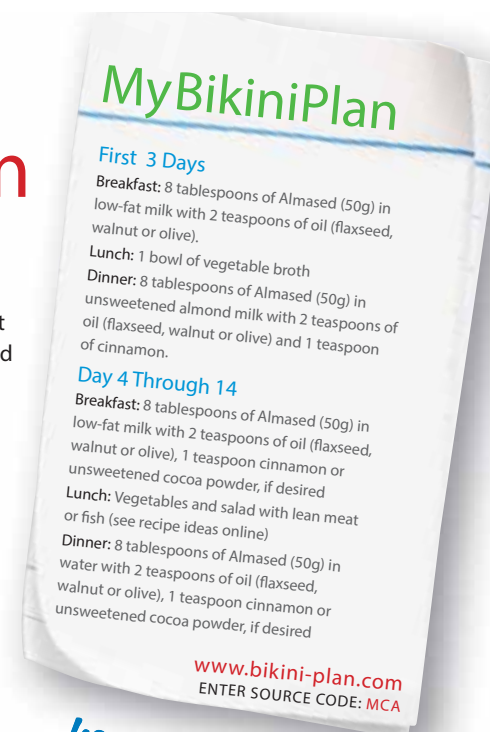 MyBikiniPlan
First 3 Days
Breakfast: 8 tablespoons of Almased (50g) in
low-fat milk with 2 teaspoons of oil (flaxseed,
walnut or olive).
Lunch: 1 bowl of vegetable broth
Dinner: 8 tablespoons of Almased (50g) in
unsweetened almond milk with 2 teaspoons of
oil (flaxseed, walnut or olive) and 1 teaspoon
of cinnamon.
Day 4 Through 14
Breakfast: 8 tablespoons of Almased (50g) in
low-fat milk with 2 teaspoons of oil (flaxseed,
walnut or olive), 1 teaspoon cinnamon or
unsweetened cocoa powder, if desired
Lunch: Vegetables and salad with lean meat
or fish (see recipe ideas online)
Dinner: 8 tablespoons of Almased (50g) in
water with 2 teaspoons of oil (flaxseed,
walnut or olive), 1 teaspoon cinnamon or
unsweetened cocoa powder, if desired
www.bikini-plan.com
ENTER SOURCE CODE: MCA